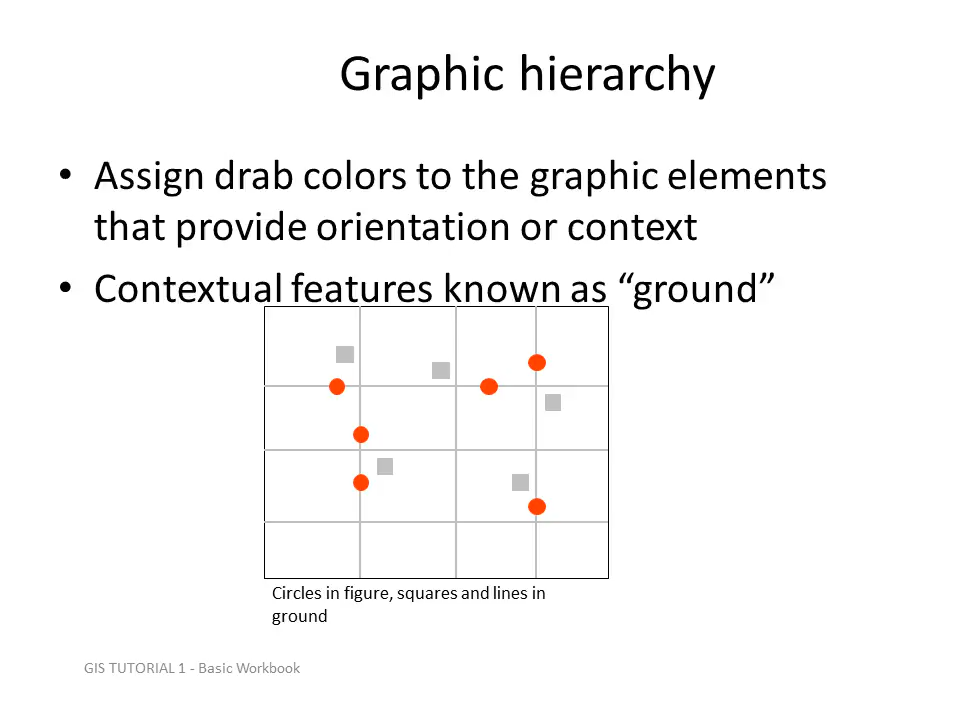 Graphic hierarchy
• Assign drab colors to the graphic elements
that provide orientation or context
• Contextual features known as “ground”
Circles in figure, squares and lines in
ground
GIS TUTORIAL 1 - Basic Workbook